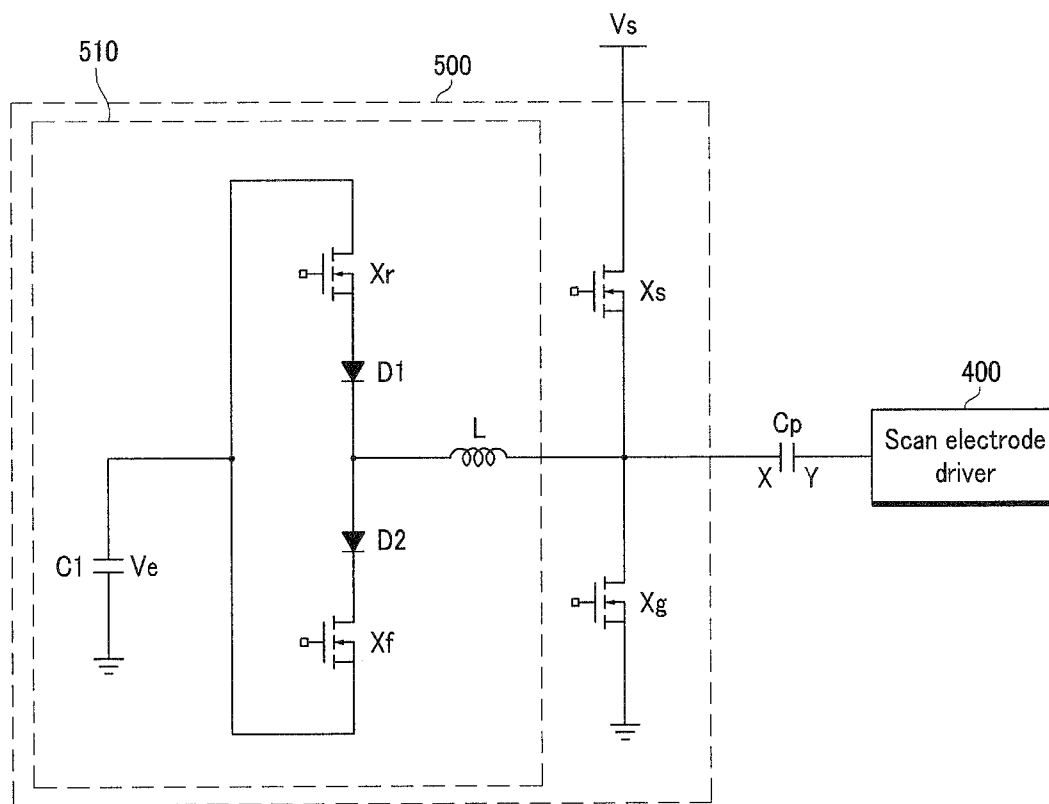 Vs
510
500
Xr
Xs
D1
400
L
Cp
Scan electrode
driver
X
Y
D2
C1
Ve
Xg
Xf